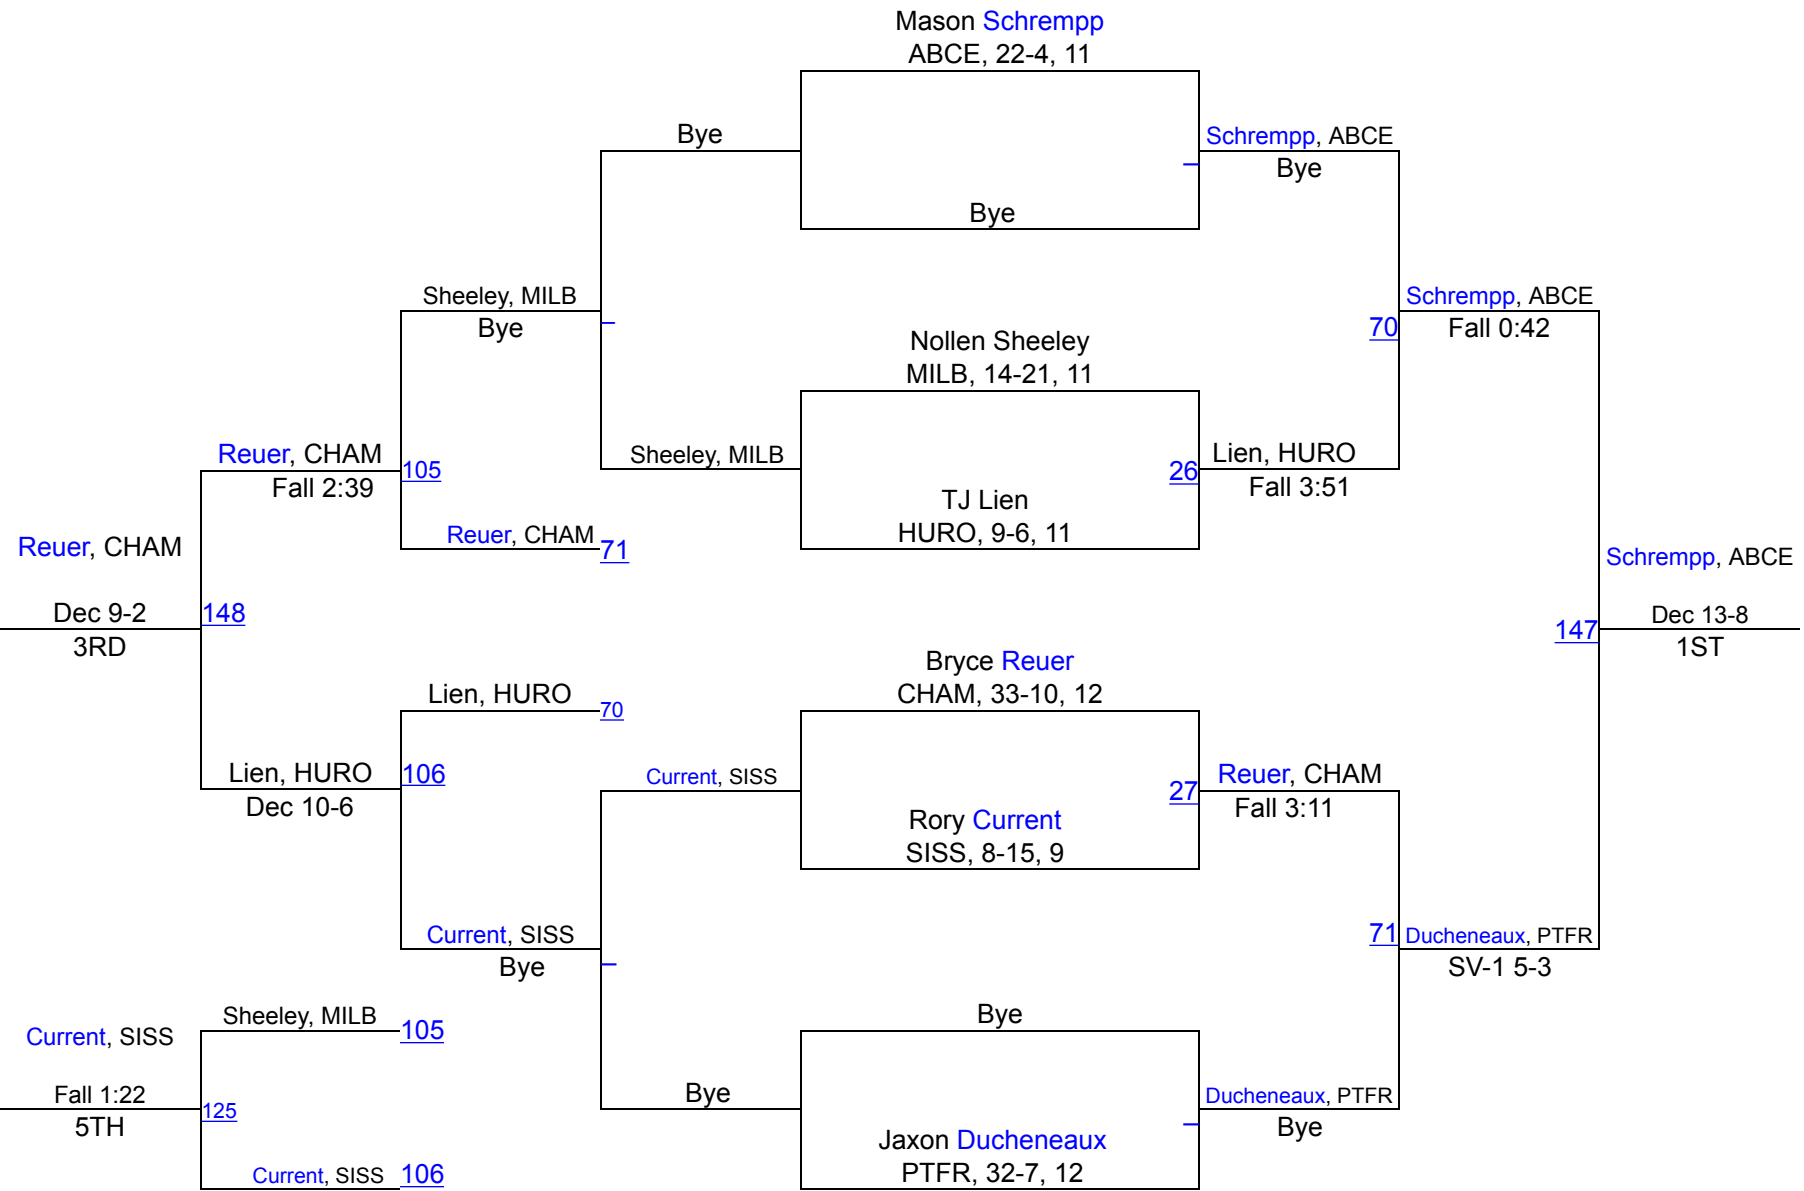 Mason Schrempp
ABCE, 22-4, 11
Bye
Schrempp, ABCE
Bye
Bye
Sheeley, MILB
Bye
Schrempp, ABCE
70
Fall 0:42
Nollen Sheeley
MILB, 14-21, 11
Reuer, CHAM
105
Fall 2:39
Sheeley, MILB
26
Lien, HURO
Fall 3:51
TJ Lien
HURO, 9-6, 11
Reuer, CHAM
71
Reuer, CHAM
Dec 9-2
148
3RD
Schrempp, ABCE
Dec 13-8
147
1ST
Bryce Reuer
CHAM, 33-10, 12
Lien, HURO
70
Lien, HURO
106
Dec 10-6
Current, SISS
27
Reuer, CHAM
Fall 3:11
Rory Current
SISS, 8-15, 9
Current, SISS
Bye
71
Ducheneaux, PTFR
SV-1 5-3
Sheeley, MILB
105
Bye
Current, SISS
Fall 1:22
125
5TH
Bye
Ducheneaux, PTFR
Bye
Jaxon Ducheneaux
PTFR, 32-7, 12
Current, SISS
106